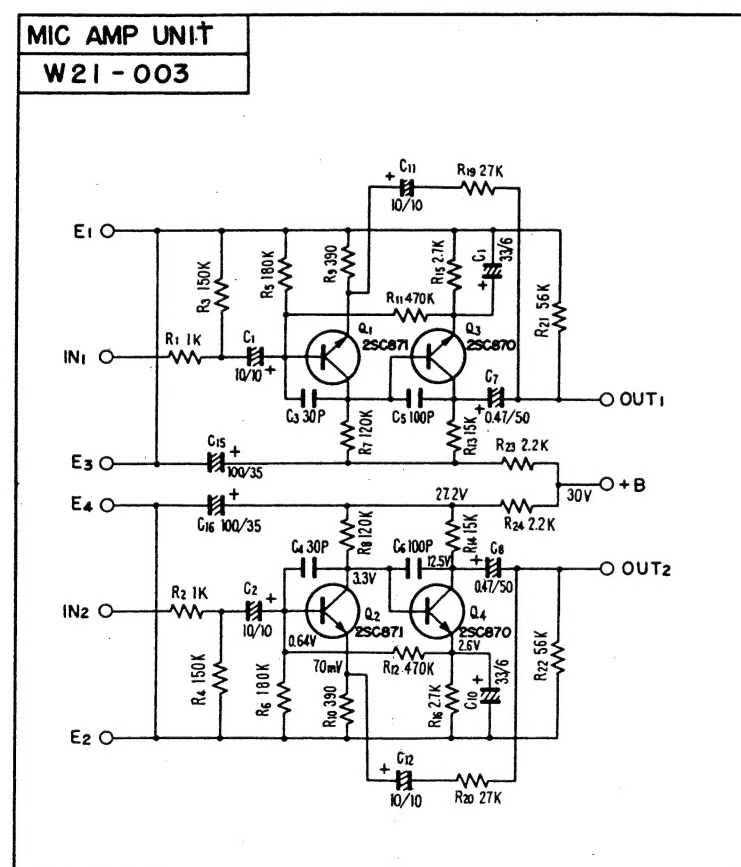 MIC AMP UNIT
W21-003
C11
+
10/10
R19 27K
E1
R3 150K
R5 180K
R9 390
R15 2.7K
C1 33/6
+
R11 470K
R21 56K
Q1
2SC871
Q3
2SC870
IN1
R1 1K
C1
10/10
+
C7
+
0.47/50
OUT1
C3 30P
C5 100P
R7 120K
R13 15K
R23 2.2K
E3
C15
+
100/35
30V
+B
E4
+
C16 100/35
27.2V
R24 2.2K
R8 120K
R14 15K
C4 30P
C6 100P
12.5V
+
C8
0.47/50
OUT2
3.3V
IN2
R2 1K
C2
+
10/10
Q2
2SC871
Q4
2SC870
0.64V
2.6V
70mV
R12 470K
R4 150K
R6 180K
R10 390
R16 2.7K
+
C10
33/6
R22 56K
E2
C12
+
10/10
R20 27K